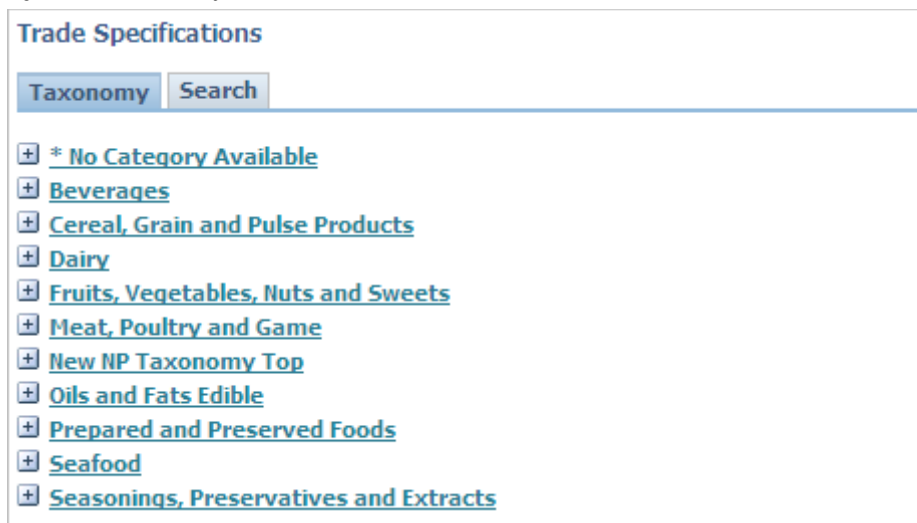 Trade Specifications
Taxonomy Search
* No Category Available
Beverages
Cereal, Grain and Pulse Products
Dairy
Fruits, Vegetables, Nuts and Sweets
Meat, Poultry and Game
New NP Taxonomy Top
Oils and Fats Edible
Prepared and Preserved Foods
Seafood
Seasonings, Preservatives and Extracts